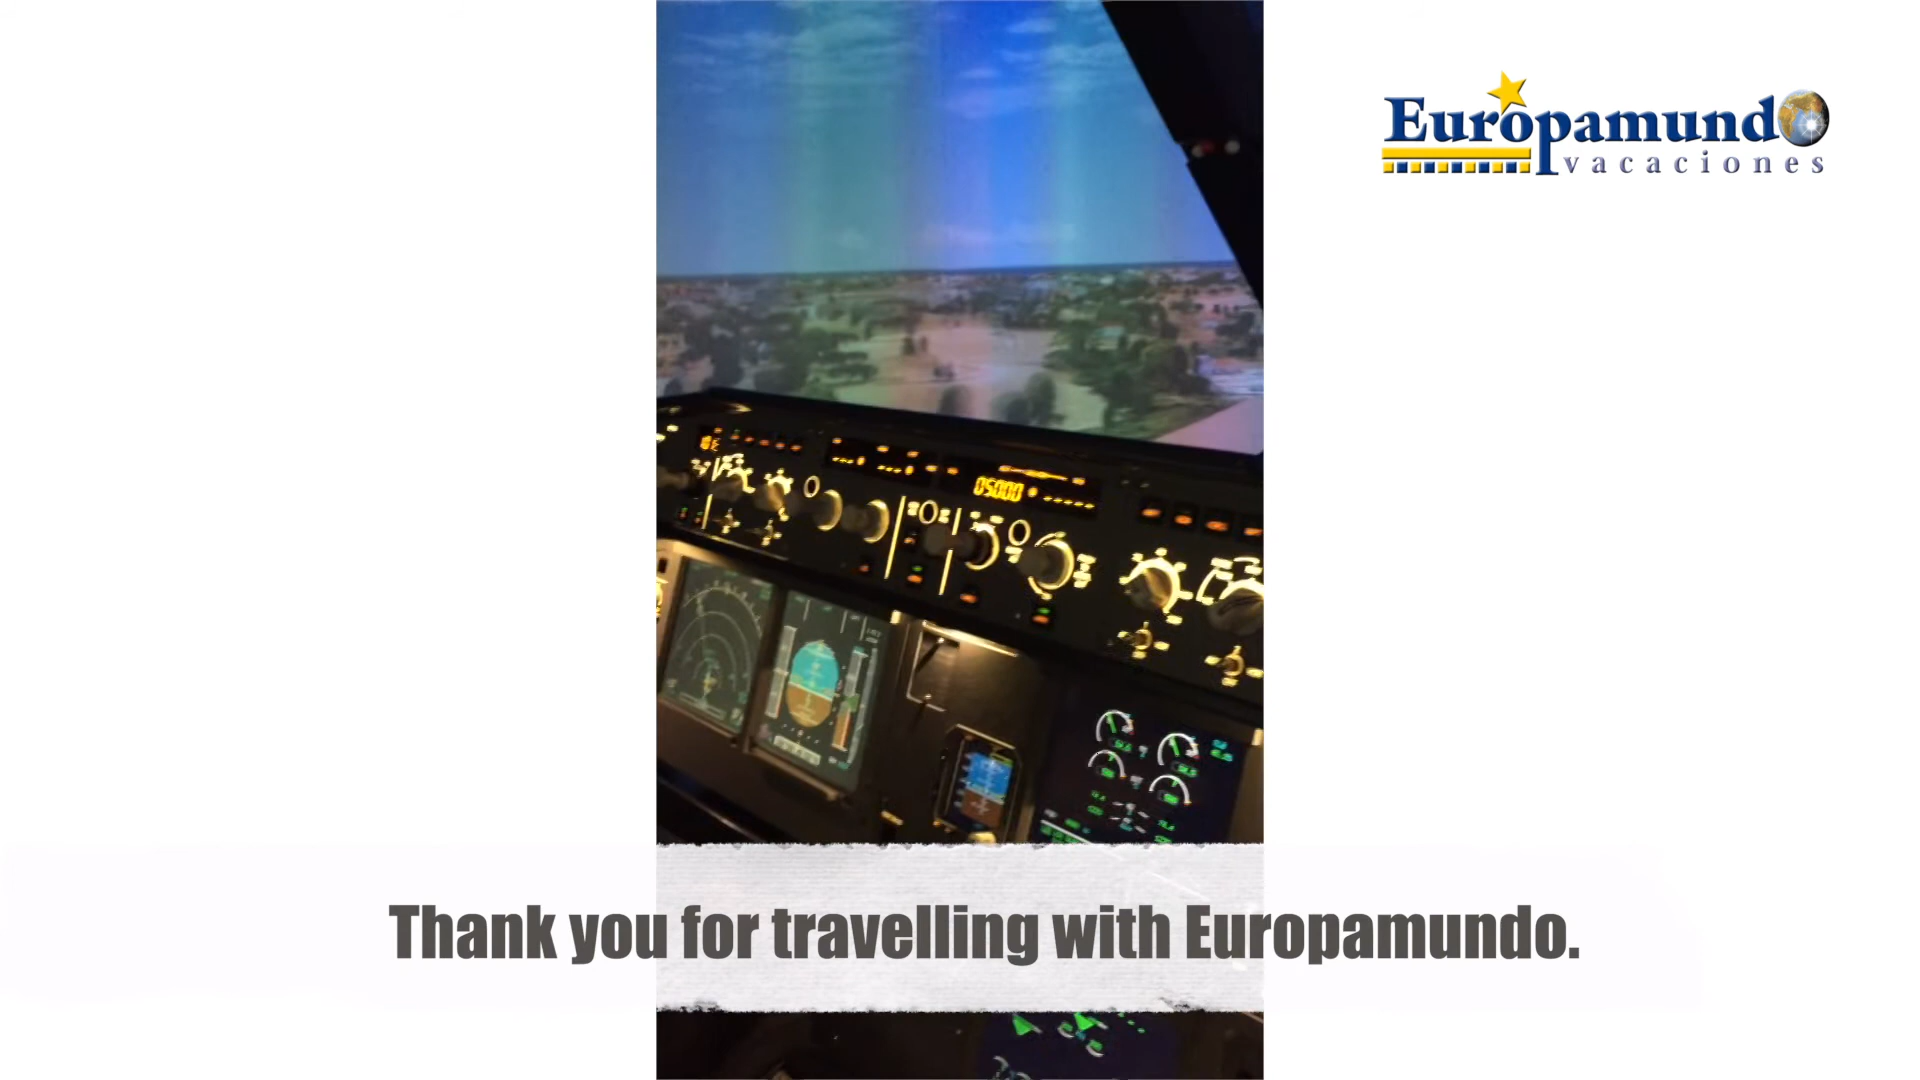 Europamundo
vacaciones
05000
Thank you for travelling with Europamundo.